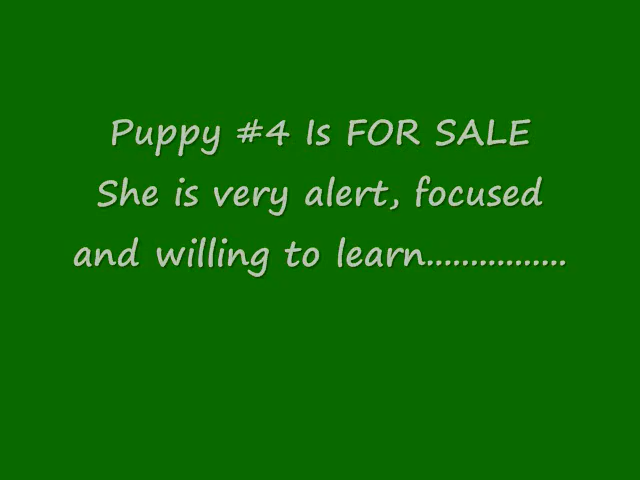 Puppy #4 Is FOR SALE
She is very alert, focused
and willing to learn................